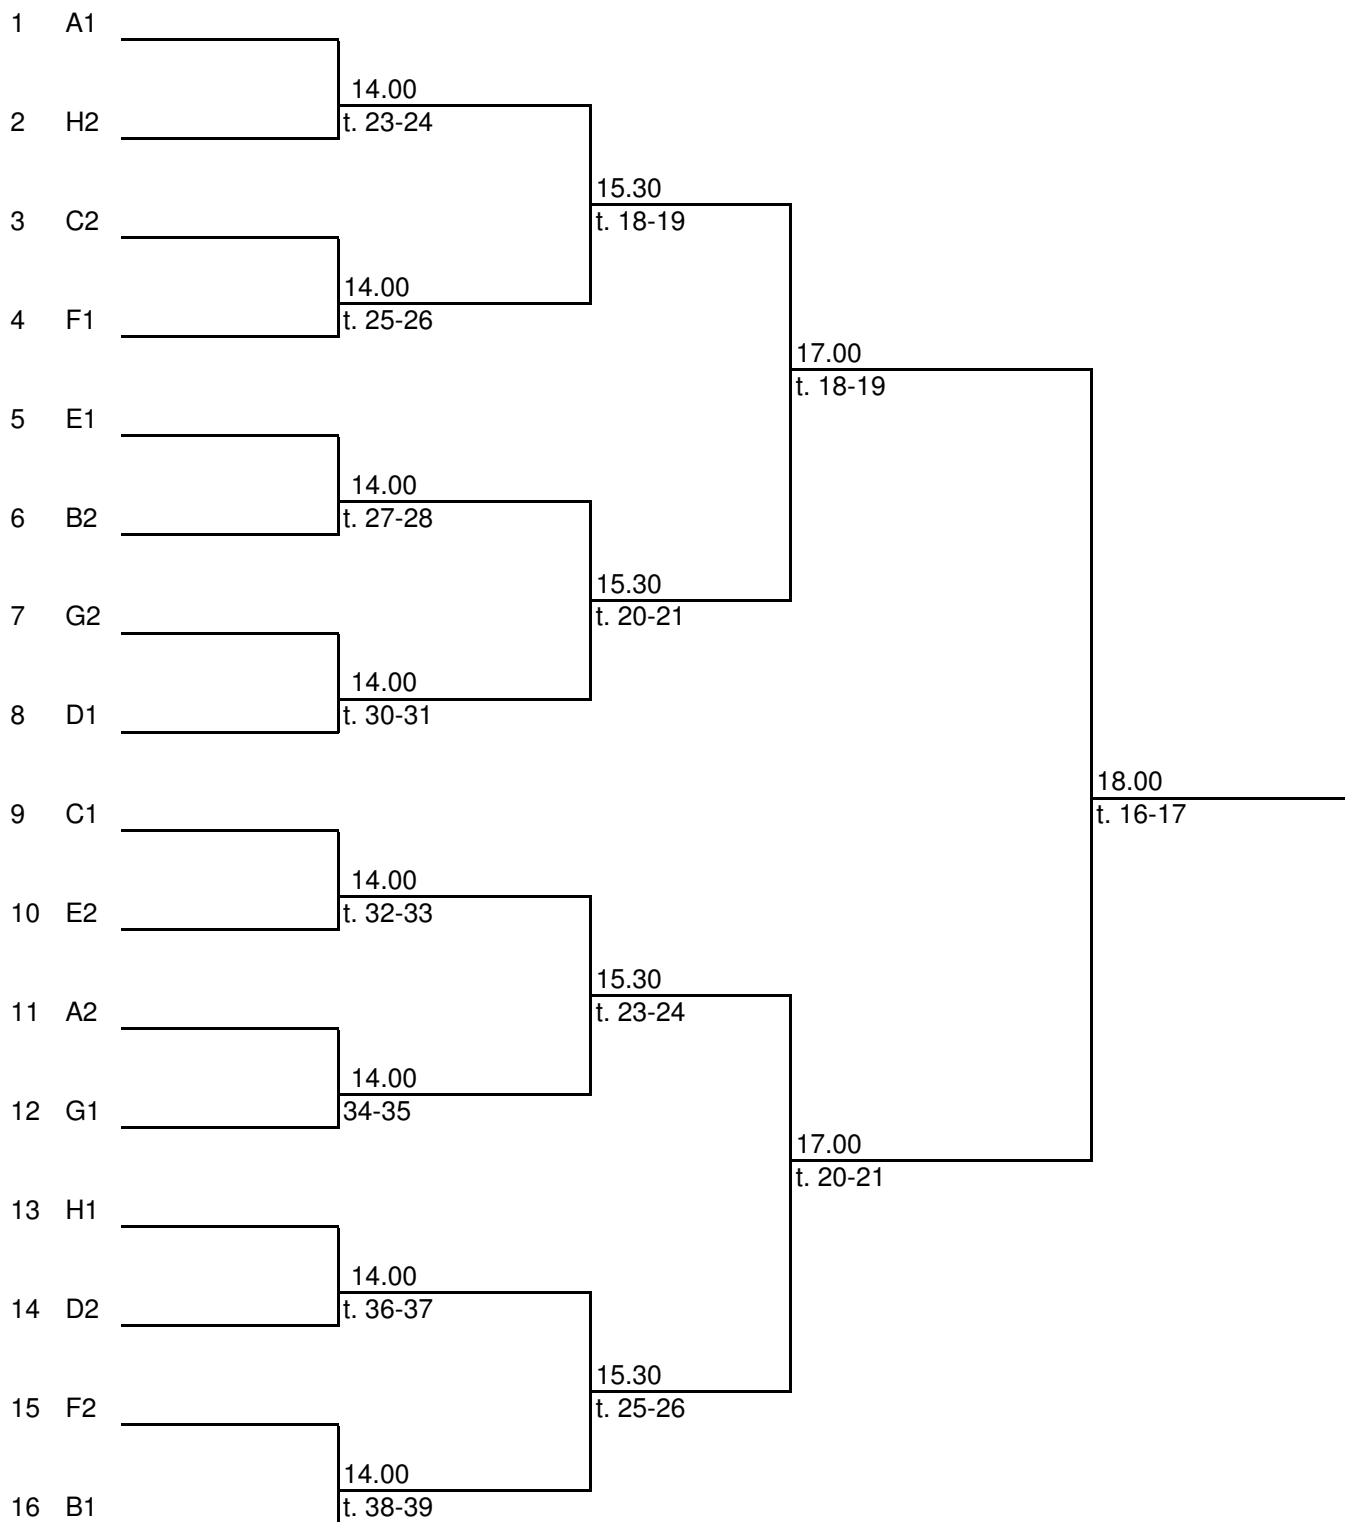 1 A1
14.00
2 H2 t. 23-24
15.30
3 C2 t. 18-19
14.00
4 F1 t. 25-26
17.00
t. 18-19
5 E1
14.00
6 B2 t. 27-28
15.30
7 G2 t. 20-21
14.00
8 D1 t. 30-31
18.00
9 C1 t. 16-17
14.00
10 E2 t. 32-33
15.30
11 A2 t. 23-24
14.00
12 G1 34-35
17.00
t. 20-21
13 H1
14.00
14 D2 t. 36-37
15.30
15 F2 t. 25-26
14.00
16 B1 t. 38-39